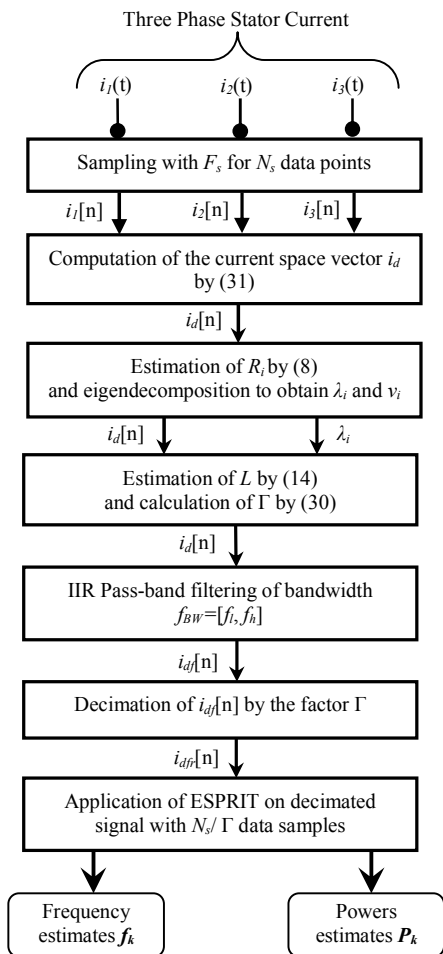 Three Phase Stator Current
i1(t) i2(t) i3(t)
Sampling with Fs for Ns data points
i1[n] i2[n] i3[n]
Computation of the current space vector id
by (31)
id[n]
Estimation of Ri by (8)
and eigendecomposition to obtain λi and vi
id[n] λi
Estimation of L by (14)
and calculation of Γ by (30)
id[n]
IIR Pass-band filtering of bandwidth
fBW=[fl, fh]
idf[n]
Decimation of idf[n] by the factor Γ
idfr[n]
Application of ESPRIT on decimated
signal with Ns/ Γ data samples
Frequency
estimates fk
Powers
estimates Pk